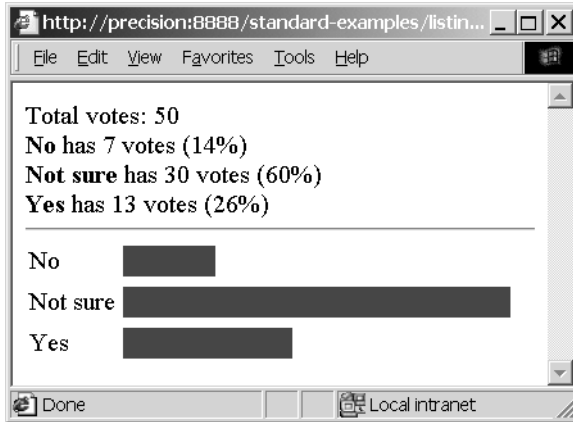 http://precision:8888/standard-examples/listin...
File Edit View Favorites Tools Help
Total votes: 50
No has 7 votes (14%)
Not sure has 30 votes (60%)
Yes has 13 votes (26%)
No
Not sure
Yes
Done Local intranet